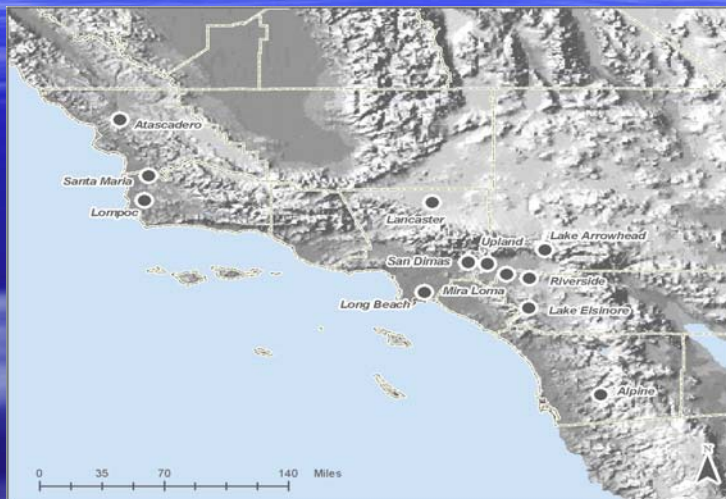 Atascadero
Santa Maria
Lompoc
Lancaster
Upland
Lake Arrowhead
San Dimas
Riverside
Mira Loma
Long Beach
Lake Elsinore
Alpine
N
0 35 70 140 Miles